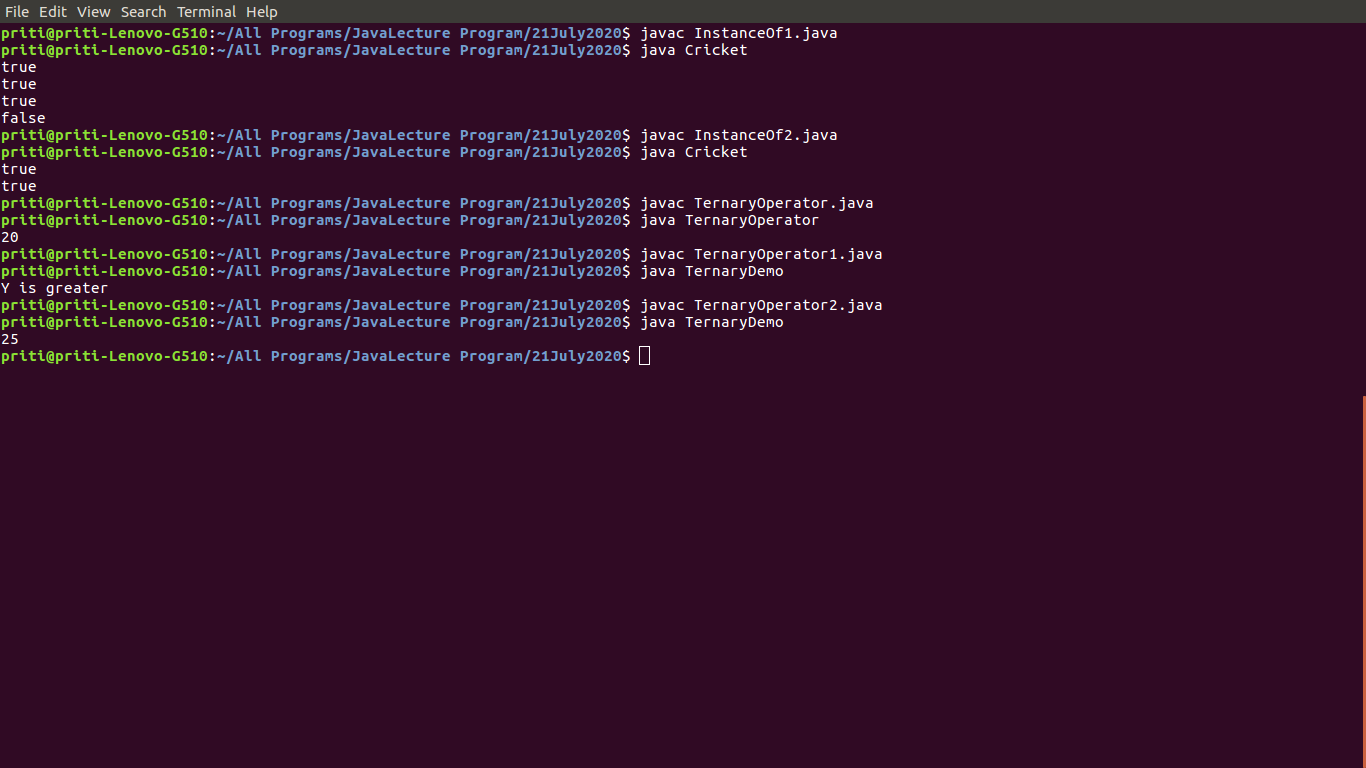 File Edit View Search Terminal Help
priti@priti-Lenovo-G510:~/All Programs/JavaLecture Program/21July2020$ javac InstanceOf1.java
priti@priti-Lenovo-G510:~/All Programs/JavaLecture Program/21July2020$ java Cricket
true
true
true
false
priti@priti-Lenovo-G510:~/All Programs/JavaLecture Program/21July2020$ javac InstanceOf2.java
priti@priti-Lenovo-G510:~/All Programs/JavaLecture Program/21July2020$ java Cricket
true
true
priti@priti-Lenovo-G510:~/All Programs/JavaLecture Program/21July2020$ javac TernaryOperator.java
priti@priti-Lenovo-G510:~/All Programs/JavaLecture Program/21July2020$ java TernaryOperator
20
priti@priti-Lenovo-G510:~/All Programs/JavaLecture Program/21July2020$ javac TernaryOperator1.java
priti@priti-Lenovo-G510:~/All Programs/JavaLecture Program/21July2020$ java TernaryDemo
Y is greater
priti@priti-Lenovo-G510:~/All Programs/JavaLecture Program/21July2020$ javac TernaryOperator2.java
priti@priti-Lenovo-G510:~/All Programs/JavaLecture Program/21July2020$ java TernaryDemo
25
priti@priti-Lenovo-G510:~/All Programs/JavaLecture Program/21July2020$